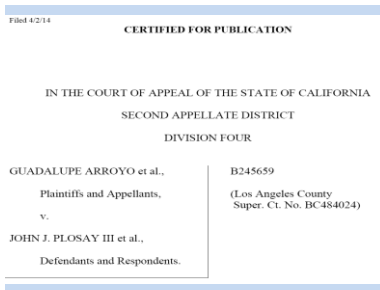 Filed 4/2/14
CERTIFIED FOR PUBLICATION
IN THE COURT OF APPEAL OF THE STATE OF CALIFORNIA
SECOND APPELLATE DISTRICT
DIVISION FOUR
GUADALUPE ARROYO et al.,
Plaintiffs and Appellants,
v.
JOHN J. PLOSAY III et al.,
Defendants and Respondents.
B245659
(Los Angeles County
Super. Ct. No. BC484024)